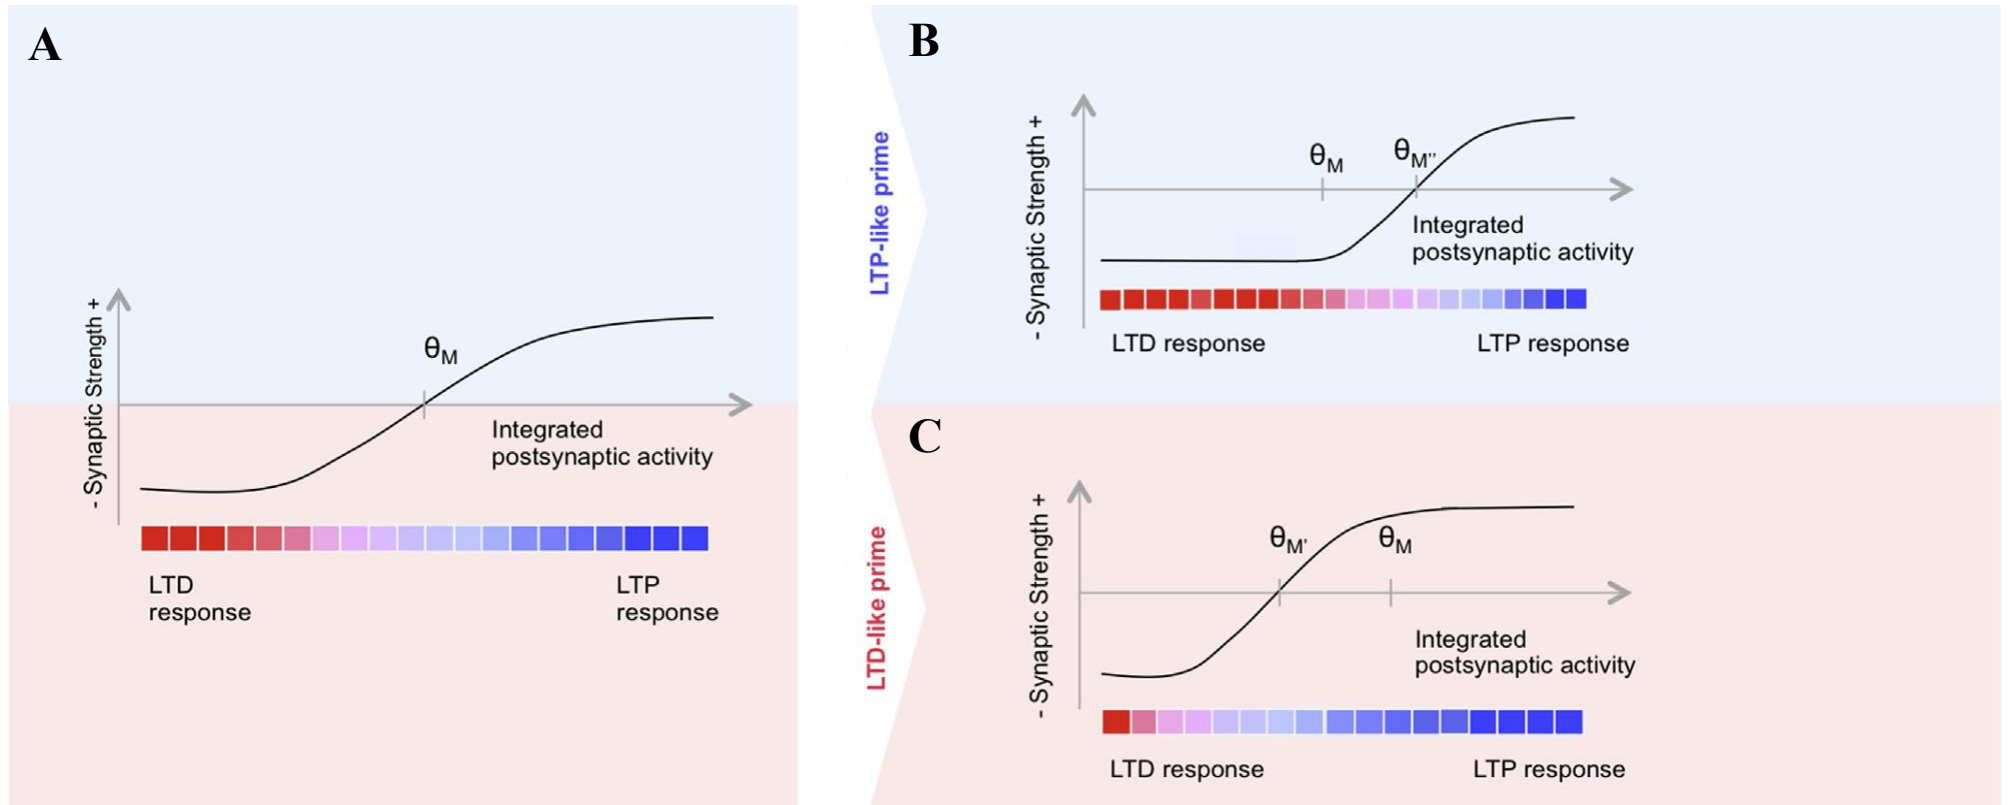 A
- Synaptic Strength +
θM
Integrated
postsynaptic activity
LTD
response
LTP
response
LTP-like prime
LTD-like prime
B
- Synaptic Strength +
θM
θM''
Integrated
postsynaptic activity
LTD response
LTP response
C
- Synaptic Strength +
θM'
θM
Integrated
postsynaptic activity
LTD response
LTP response